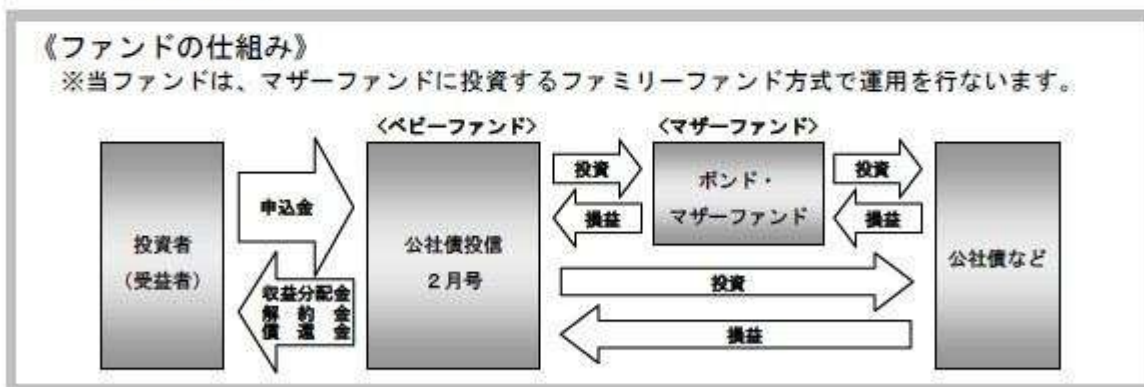 《ファンドの仕組み》
※当ファンドは、マザーファンドに投資するファミリーファンド方式で運用を行ないます。
〈ベビーファンド〉
〈マザーファンド〉
投資者
(受益者)
申込金
収益分配金
解約金
償還金
公社債投信
2月号
投資
損益
ボンド・
マザーファンド
投資
損益
投資
損益
公社債など